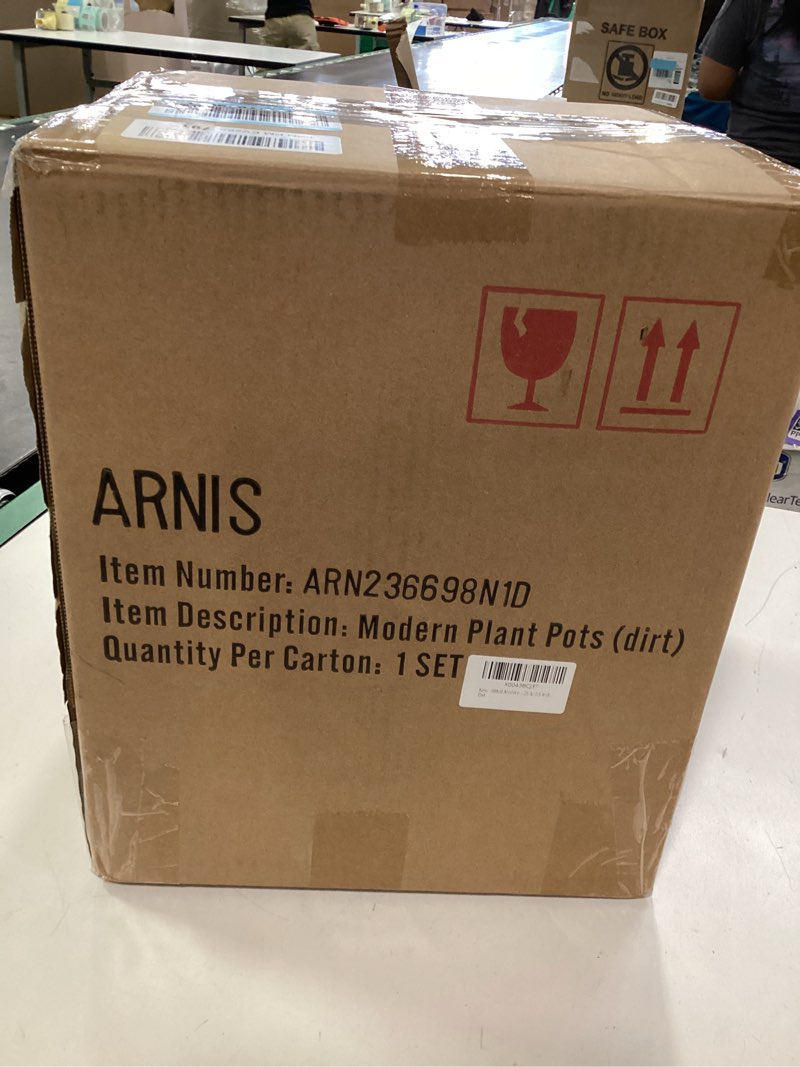 SAFE BOX
ARNIS
Item Number: ARN236698N1D
Item Description: Modern Plant Pots (dirt)
Quantity Per Carton: 1 SET